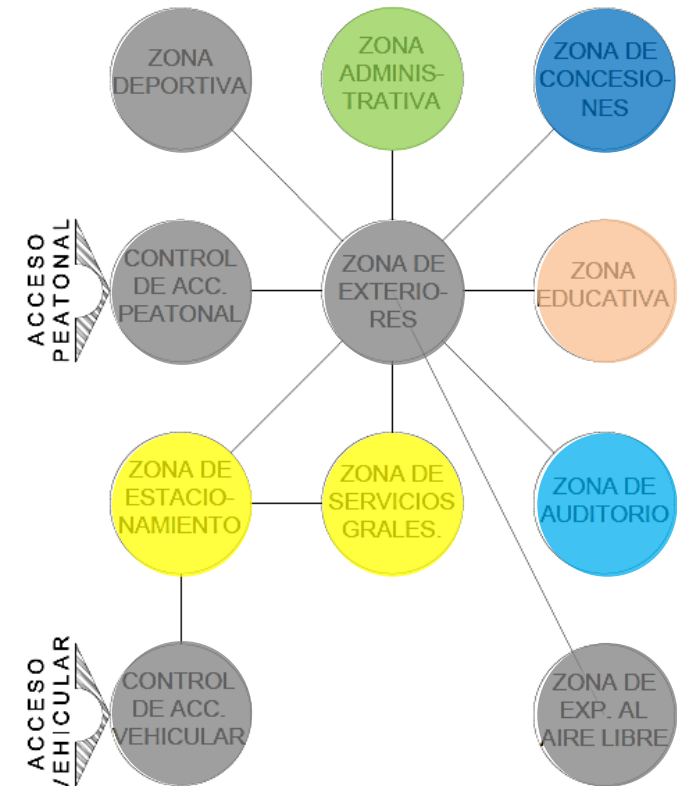 ZONA
DEPORTIVA
ZONA
ADMINIS-
TRATIVA
ZONA DE
CONCESIO-
NES
ACCESO
PEATONAL
CONTROL
DE ACC.
PEATONAL
ZONA DE
EXTERIO-
RES
ZONA
EDUCATIVA
ZONA DE
ESTACIO-
NAMIENTO
ZONA DE
SERVICIOS
GRALES.
ZONA DE
AUDITORIO
ACCESO
VEHICULAR
CONTROL
DE ACC.
VEHICULAR
ZONA DE
EXP. AL
AIRE LIBRE